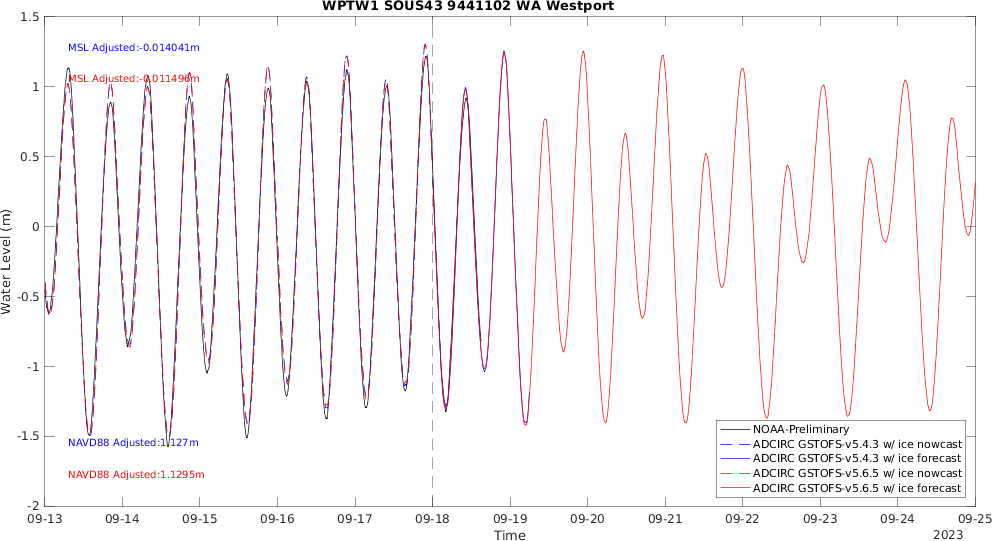 WPTW1 SOUS43 9441102 WA Westport
1.5
1
0.5
0
-0.5
-1
-1.5
-2
Water Level (m)
MSL Adjusted:-0.014041m
MSL Adjusted:-0.011496m
NAVD88 Adjusted:1.127m
NAVD88 Adjusted:1.1295m
NOAA-Preliminary
ADCIRC GSTOFS-v5.4.3 w/ ice nowcast
ADCIRC GSTOFS-v5.4.3 w/ ice forecast
ADCIRC GSTOFS-v5.6.5 w/ ice nowcast
ADCIRC GSTOFS-v5.6.5 w/ ice forecast
09-13 09-14 09-15 09-16 09-17 09-18 09-19 09-20 09-21 09-22 09-23 09-24 09-25
Time
2023